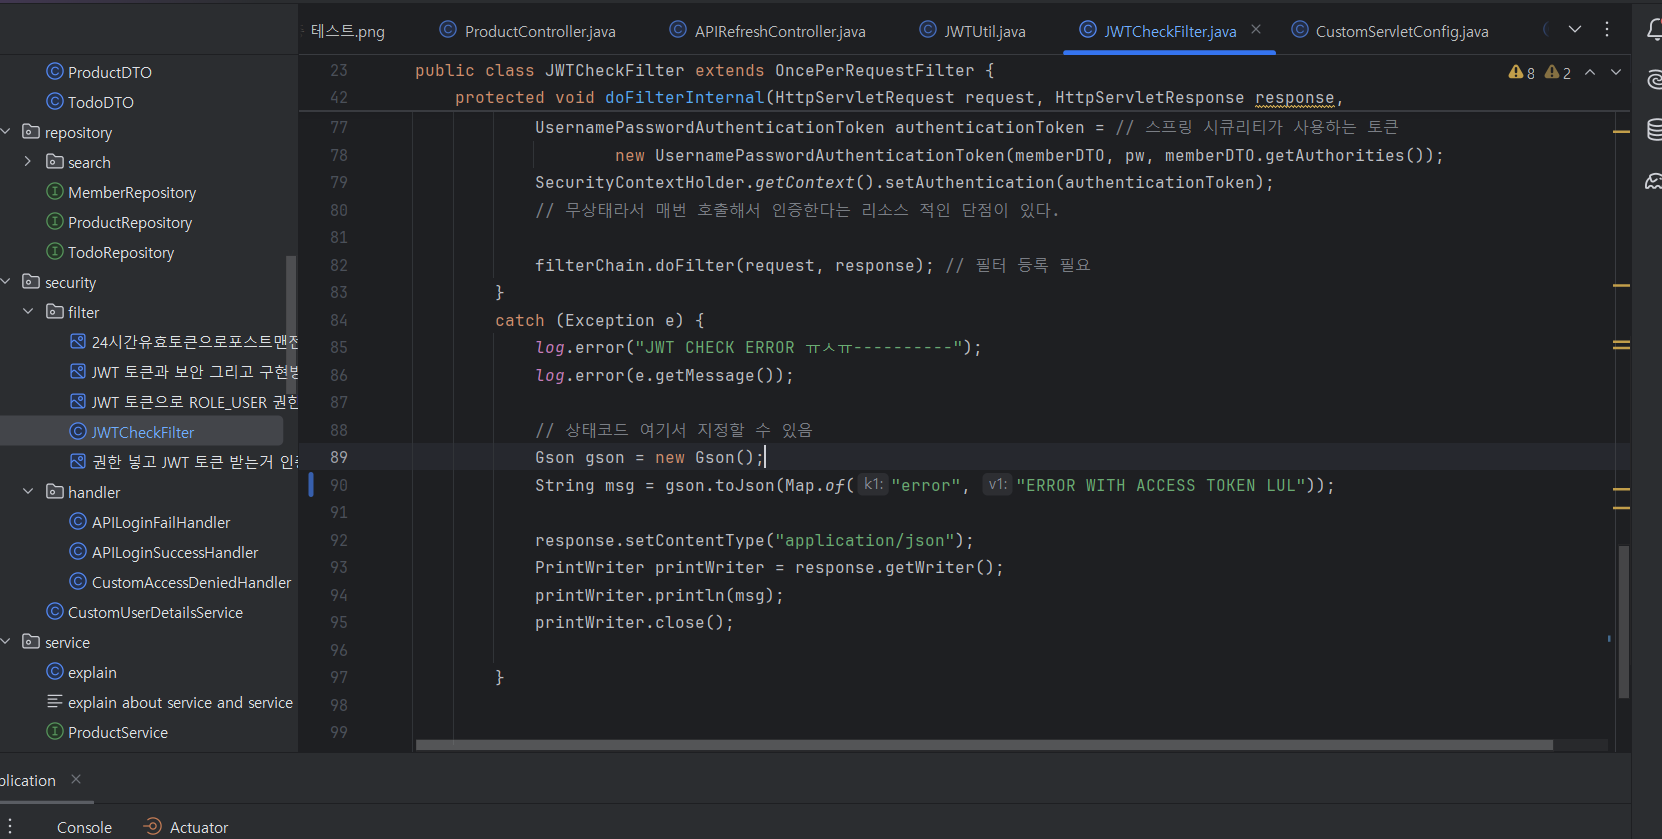 테스트.png
ProductController.java
APIRefreshController.java
JWTUtil.java
JWTCheckFilter.java
CustomServletConfig.java
ProductDTO
TodoDTO
repository
search
MemberRepository
ProductRepository
TodoRepository
security
filter
24시간유효토큰으로포스트맨전
JWT 토큰과 보안 그리고 구현방
JWT 토큰으로 ROLE_USER 권한
JWTCheckFilter
권한 넣고 JWT 토큰 받는거 인증
handler
APILoginFailHandler
APILoginSuccessHandler
CustomAccessDeniedHandler
CustomUserDetailsService
service
explain
explain about service and service
ProductService
8 2
23 public class JWTCheckFilter extends OncePerRequestFilter {
42 protected void doFilterInternal(HttpServletRequest request, HttpServletResponse response,
77 UsernamePasswordAuthenticationToken authenticationToken = // 스프링 시큐리티가 사용하는 토큰
78 new UsernamePasswordAuthenticationToken(memberDTO, pw, memberDTO.getAuthorities());
79 SecurityContextHolder.getContext().setAuthentication(authenticationToken);
80 // 무상태라서 매번 호출해서 인증한다는 리소스 적인 단점이 있다.
81
82 filterChain.doFilter(request, response); // 필터 등록 필요
83 }
84 catch (Exception e) {
85 log.error("JWT CHECK ERROR ㅠㅅㅠ----------");
86 log.error(e.getMessage());
87
88 // 상태코드 여기서 지정할 수 있음
89 Gson gson = new Gson();
90 String msg = gson.toJson(Map.of( k1: "error", v1: "ERROR WITH ACCESS TOKEN LUL"));
91
92 response.setContentType("application/json");
93 PrintWriter printWriter = response.getWriter();
94 printWriter.println(msg);
95 printWriter.close();
96
97 }
98
99
plication
Console
Actuator